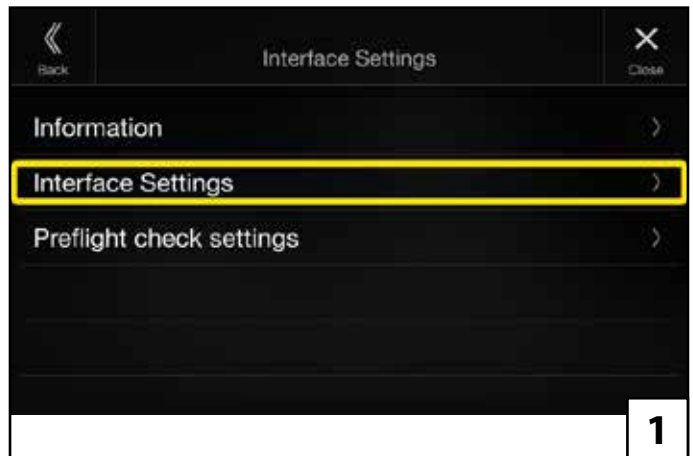 Interface Settings
Back
Close
Information
Interface Settings
Preflight check settings
1